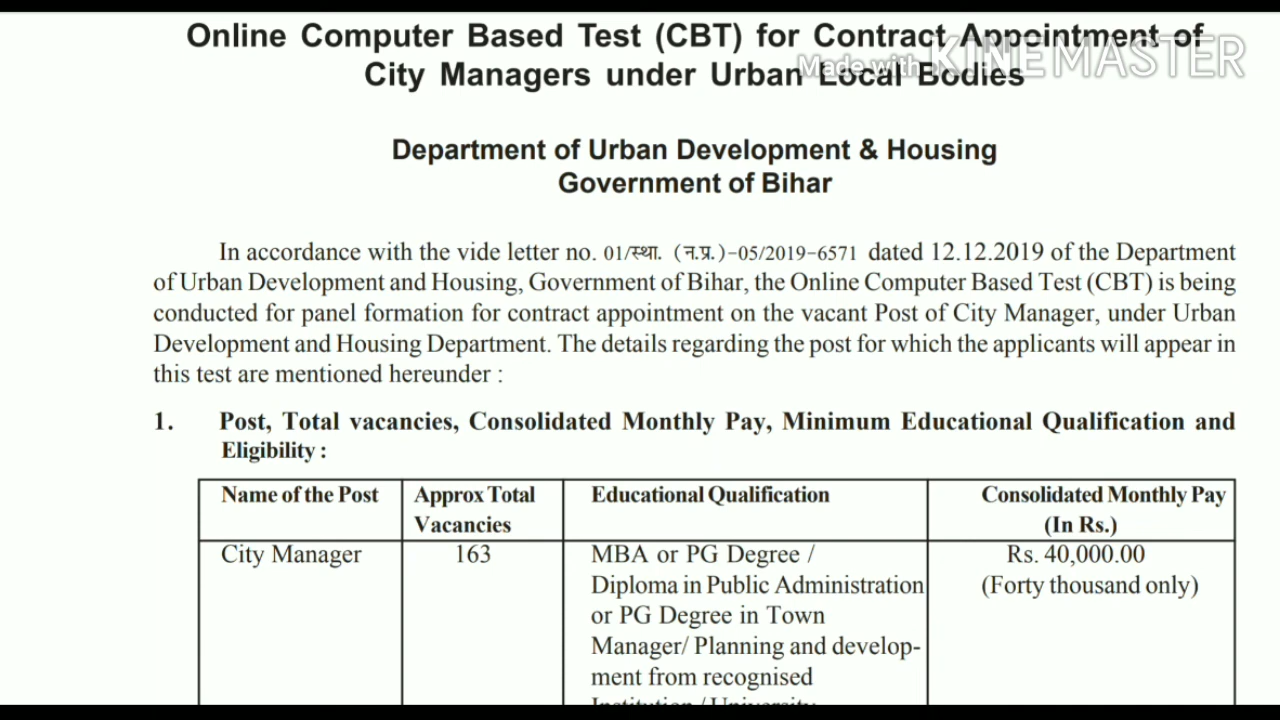 Online Computer Based Test (CBT) for Contract Appointment of
City Managers under Urban Local Bodies
Made with KINEMASTER
Department of Urban Development & Housing
Government of Bihar
In accordance with the vide letter no. 01/स्था. (न.प्र.)-05/2019-6571 dated 12.12.2019 of the Department
of Urban Development and Housing, Government of Bihar, the Online Computer Based Test (CBT) is being
conducted for panel formation for contract appointment on the vacant Post of City Manager, under Urban
Development and Housing Department. The details regarding the post for which the applicants will appear in
this test are mentioned hereunder :
1. Post, Total vacancies, Consolidated Monthly Pay, Minimum Educational Qualification and
Eligibility :
Name of the Post Approx Total Educational Qualification Consolidated Monthly Pay
Vacancies (In Rs.)
City Manager 163 MBA or PG Degree / Rs. 40,000.00
Diploma in Public Administration (Forty thousand only)
or PG Degree in Town
Manager/ Planning and develop-
ment from recognised
Institution / University